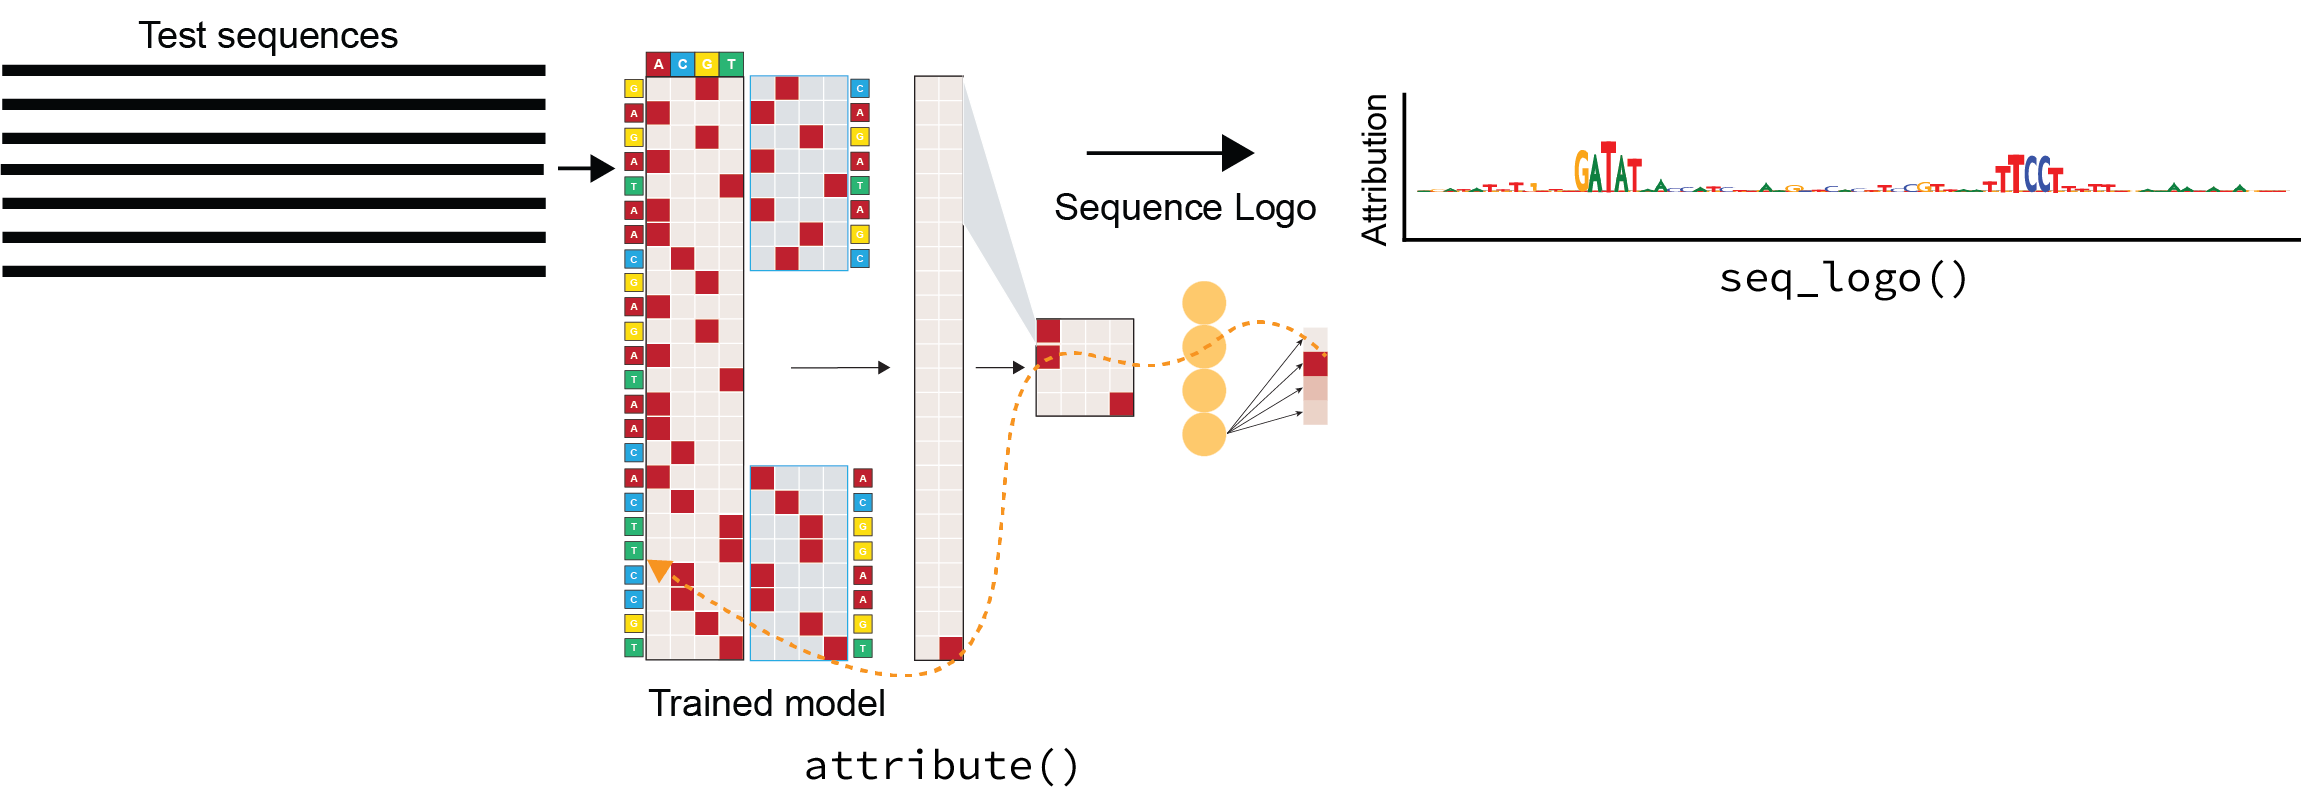 Test sequences
A C G T
G C
A A
G G
A A
T T
A A
A G
C C
G
A
G
A
T
A
A
C
A A
C C
T G
T G
C A
C A
G G
T T
Trained model
attribute()
Sequence Logo
Attribution
GATAT
TTCCT
seq_logo()